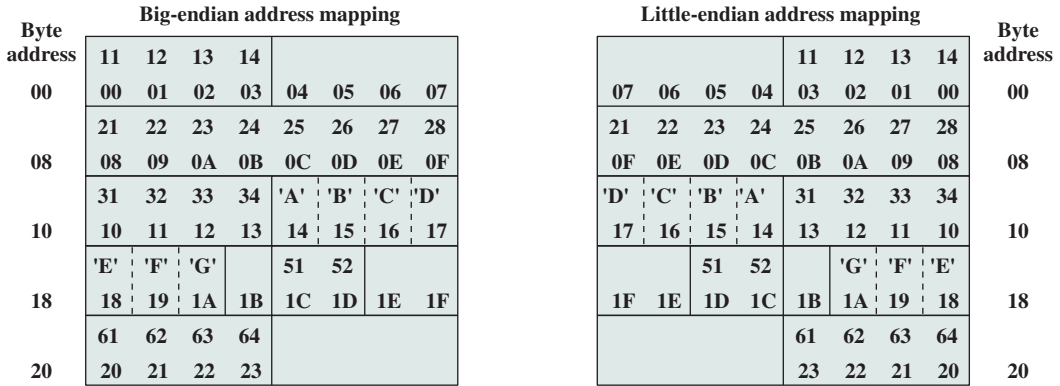 Big-endian address mapping
Byte address
11 12 13 14
00 00 01 02 03 04 05 06 07
21 22 23 24 25 26 27 28
08 08 09 0A 0B 0C 0D 0E 0F
31 32 33 34 'A' 'B' 'C' 'D'
10 10 11 12 13 14 15 16 17
'E' 'F' 'G' 51 52
18 18 19 1A 1B 1C 1D 1E 1F
61 62 63 64
20 20 21 22 23
Little-endian address mapping
Byte address
11 12 13 14
07 06 05 04 03 02 01 00 00
21 22 23 24 25 26 27 28
0F 0E 0D 0C 0B 0A 09 08 08
'D' 'C' 'B' 'A' 31 32 33 34
17 16 15 14 13 12 11 10 10
51 52 'G' 'F' 'E'
1F 1E 1D 1C 1B 1A 19 18 18
61 62 63 64
23 22 21 20 20